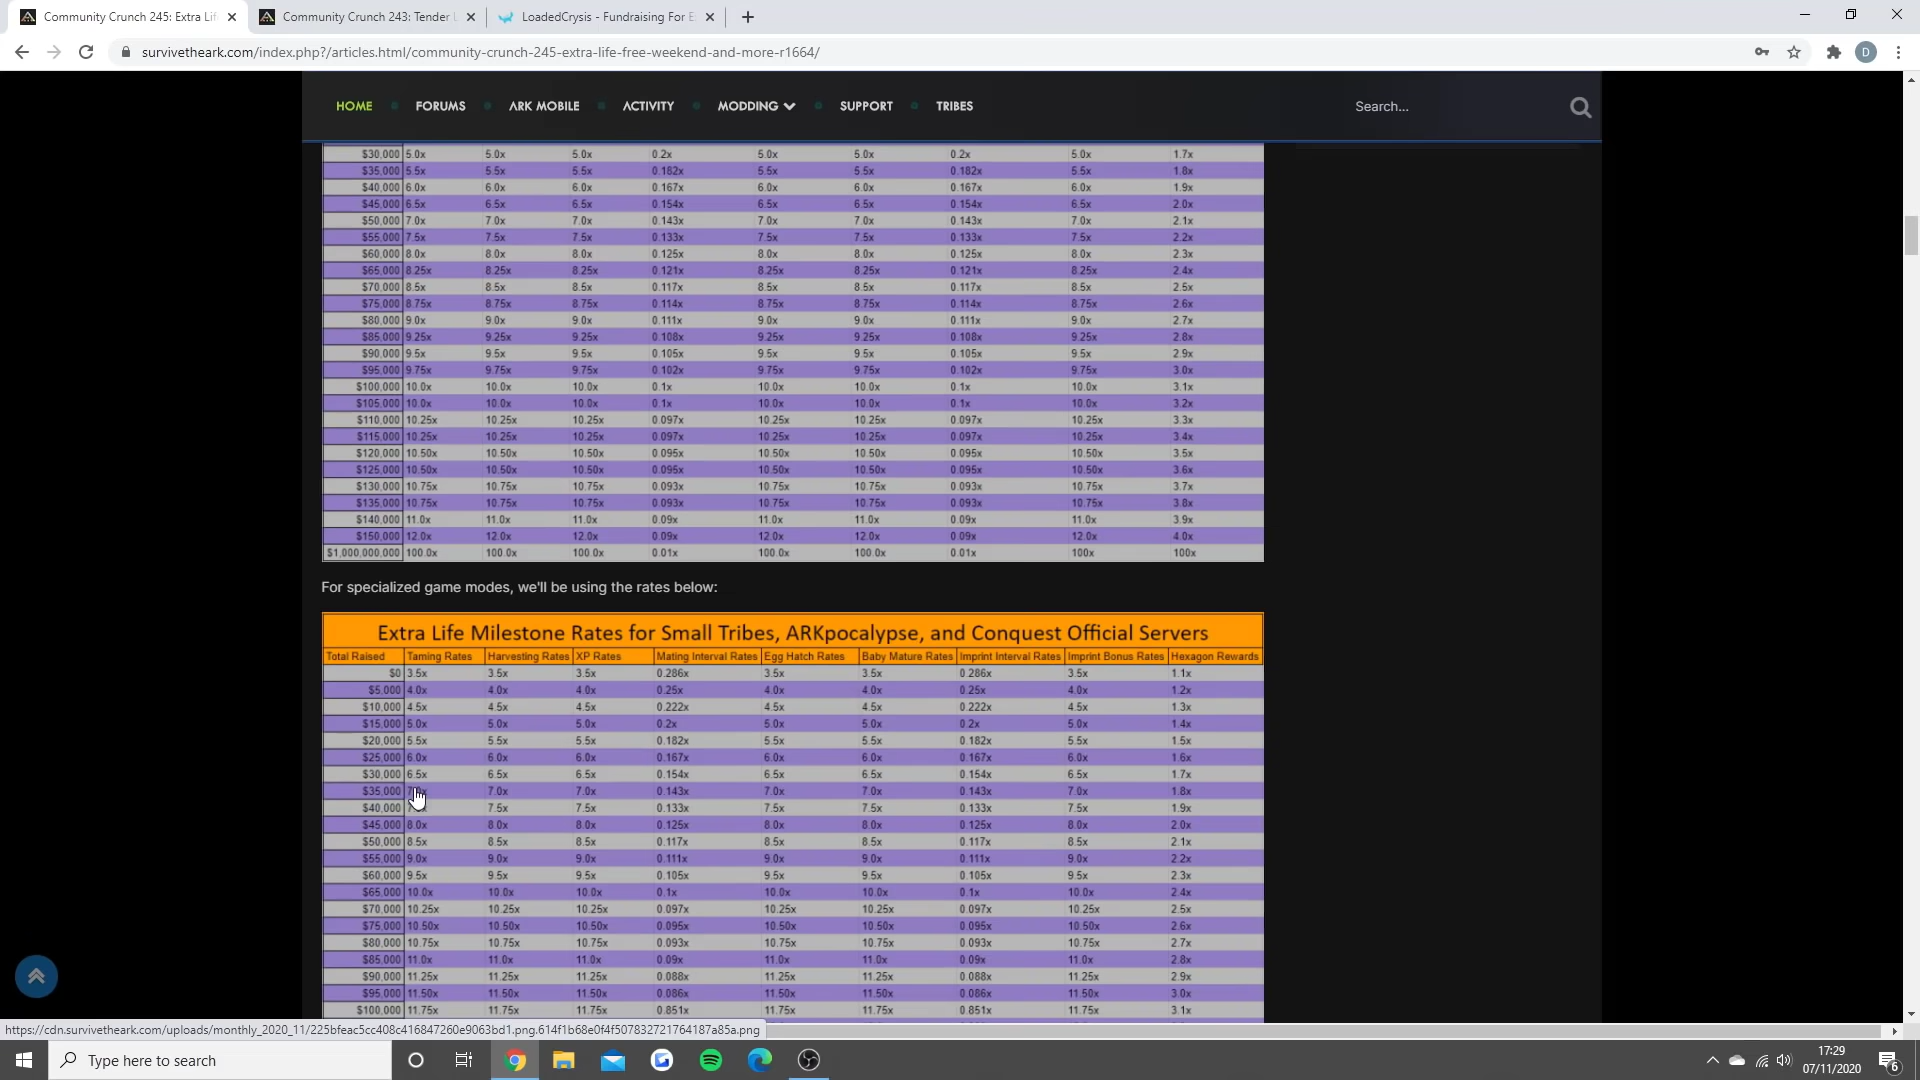 Community Crunch 245: Extra Lif
Community Crunch 243: Tender L
LoadedCrysis - Fundraising For E
survivetheark.com/index.php?/articles.html/community-crunch-245-extra-life-free-weekend-and-more-r1664/
D
HOME FORUMS ARK MOBILE ACTIVITY MODDING SUPPORT TRIBES Search...
$30,000 5.0x 5.0x 5.0x 0.2x 5.0x 5.0x 0.2x 5.0x 1.7x
$35,000 5.5x 5.5x 5.5x 0.182x 5.5x 5.5x 0.182x 5.5x 1.8x
$40,000 6.0x 6.0x 6.0x 0.167x 6.0x 6.0x 0.167x 6.0x 1.9x
$45,000 6.5x 6.5x 6.5x 0.154x 6.5x 6.5x 0.154x 6.5x 2.0x
$50,000 7.0x 7.0x 7.0x 0.143x 7.0x 7.0x 0.143x 7.0x 2.1x
$55,000 7.5x 7.5x 7.5x 0.133x 7.5x 7.5x 0.133x 7.5x 2.2x
$60,000 8.0x 8.0x 8.0x 0.125x 8.0x 8.0x 0.125x 8.0x 2.3x
$65,000 8.25x 8.25x 8.25x 0.121x 8.25x 8.25x 0.121x 8.25x 2.4x
$70,000 8.5x 8.5x 8.5x 0.117x 8.5x 8.5x 0.117x 8.5x 2.5x
$75,000 8.75x 8.75x 8.75x 0.114x 8.75x 8.75x 0.114x 8.75x 2.6x
$80,000 9.0x 9.0x 9.0x 0.111x 9.0x 9.0x 0.111x 9.0x 2.7x
$85,000 9.25x 9.25x 9.25x 0.108x 9.25x 9.25x 0.108x 9.25x 2.8x
$90,000 9.5x 9.5x 9.5x 0.105x 9.5x 9.5x 0.105x 9.5x 2.9x
$95,000 9.75x 9.75x 9.75x 0.102x 9.75x 9.75x 0.102x 9.75x 3.0x
$100,000 10.0x 10.0x 10.0x 0.1x 10.0x 10.0x 0.1x 10.0x 3.1x
$105,000 10.0x 10.0x 10.0x 0.1x 10.0x 10.0x 0.1x 10.0x 3.2x
$110,000 10.25x 10.25x 10.25x 0.097x 10.25x 10.25x 0.097x 10.25x 3.3x
$115,000 10.25x 10.25x 10.25x 0.097x 10.25x 10.25x 0.097x 10.25x 3.4x
$120,000 10.50x 10.50x 10.50x 0.095x 10.50x 10.50x 0.095x 10.50x 3.5x
$125,000 10.50x 10.50x 10.50x 0.095x 10.50x 10.50x 0.095x 10.50x 3.6x
$130,000 10.75x 10.75x 10.75x 0.093x 10.75x 10.75x 0.093x 10.75x 3.7x
$135,000 10.75x 10.75x 10.75x 0.093x 10.75x 10.75x 0.093x 10.75x 3.8x
$140,000 11.0x 11.0x 11.0x 0.09x 11.0x 11.0x 0.09x 11.0x 3.9x
$150,000 12.0x 12.0x 12.0x 0.09x 12.0x 12.0x 0.09x 12.0x 4.0x
$1,000,000,000 100.0x 100.0x 100.0x 0.01x 100.0x 100.0x 0.01x 100x 100x
For specialized game modes, we'll be using the rates below:
Extra Life Milestone Rates for Small Tribes, ARKpocalypse, and Conquest Official Servers
Total Raised Taming Rates Harvesting Rates XP Rates Mating Interval Rates Egg Hatch Rates Baby Mature Rates Imprint Interval Rates Imprint Bonus Rates Hexagon Rewards
$0 3.5x 3.5x 3.5x 0.286x 3.5x 3.5x 0.286x 3.5x 1.1x
$5,000 4.0x 4.0x 4.0x 0.25x 4.0x 4.0x 0.25x 4.0x 1.2x
$10,000 4.5x 4.5x 4.5x 0.222x 4.5x 4.5x 0.222x 4.5x 1.3x
$15,000 5.0x 5.0x 5.0x 0.2x 5.0x 5.0x 0.2x 5.0x 1.4x
$20,000 5.5x 5.5x 5.5x 0.182x 5.5x 5.5x 0.182x 5.5x 1.5x
$25,000 6.0x 6.0x 6.0x 0.167x 6.0x 6.0x 0.167x 6.0x 1.6x
$30,000 6.5x 6.5x 6.5x 0.154x 6.5x 6.5x 0.154x 6.5x 1.7x
$35,000 7.0x 7.0x 0.143x 7.0x 7.0x 0.143x 7.0x 1.8x
$40,000 7.5x 7.5x 0.133x 7.5x 7.5x 0.133x 7.5x 1.9x
$45,000 8.0x 8.0x 8.0x 0.125x 8.0x 8.0x 0.125x 8.0x 2.0x
$50,000 8.5x 8.5x 8.5x 0.117x 8.5x 8.5x 0.117x 8.5x 2.1x
$55,000 9.0x 9.0x 9.0x 0.111x 9.0x 9.0x 0.111x 9.0x 2.2x
$60,000 9.5x 9.5x 9.5x 0.105x 9.5x 9.5x 0.105x 9.5x 2.3x
$65,000 10.0x 10.0x 10.0x 0.1x 10.0x 10.0x 0.1x 10.0x 2.4x
$70,000 10.25x 10.25x 10.25x 0.097x 10.25x 10.25x 0.097x 10.25x 2.5x
$75,000 10.50x 10.50x 10.50x 0.095x 10.50x 10.50x 0.095x 10.50x 2.6x
$80,000 10.75x 10.75x 10.75x 0.093x 10.75x 10.75x 0.093x 10.75x 2.7x
$85,000 11.0x 11.0x 11.0x 0.09x 11.0x 11.0x 0.09x 11.0x 2.8x
$90,000 11.25x 11.25x 11.25x 0.088x 11.25x 11.25x 0.088x 11.25x 2.9x
$95,000 11.50x 11.50x 11.50x 0.086x 11.50x 11.50x 0.086x 11.50x 3.0x
$100,000 11.75x 11.75x 11.75x 0.851x 11.75x 11.75x 0.851x 11.75x 3.1x
https://cdn.survivetheark.com/uploads/monthly_2020_11/225bfeac5cc408c416847260e9063bd1.png.614f1b68e0f4f507832721764187a85a.png
Type here to search
17:29
07/11/2020
6